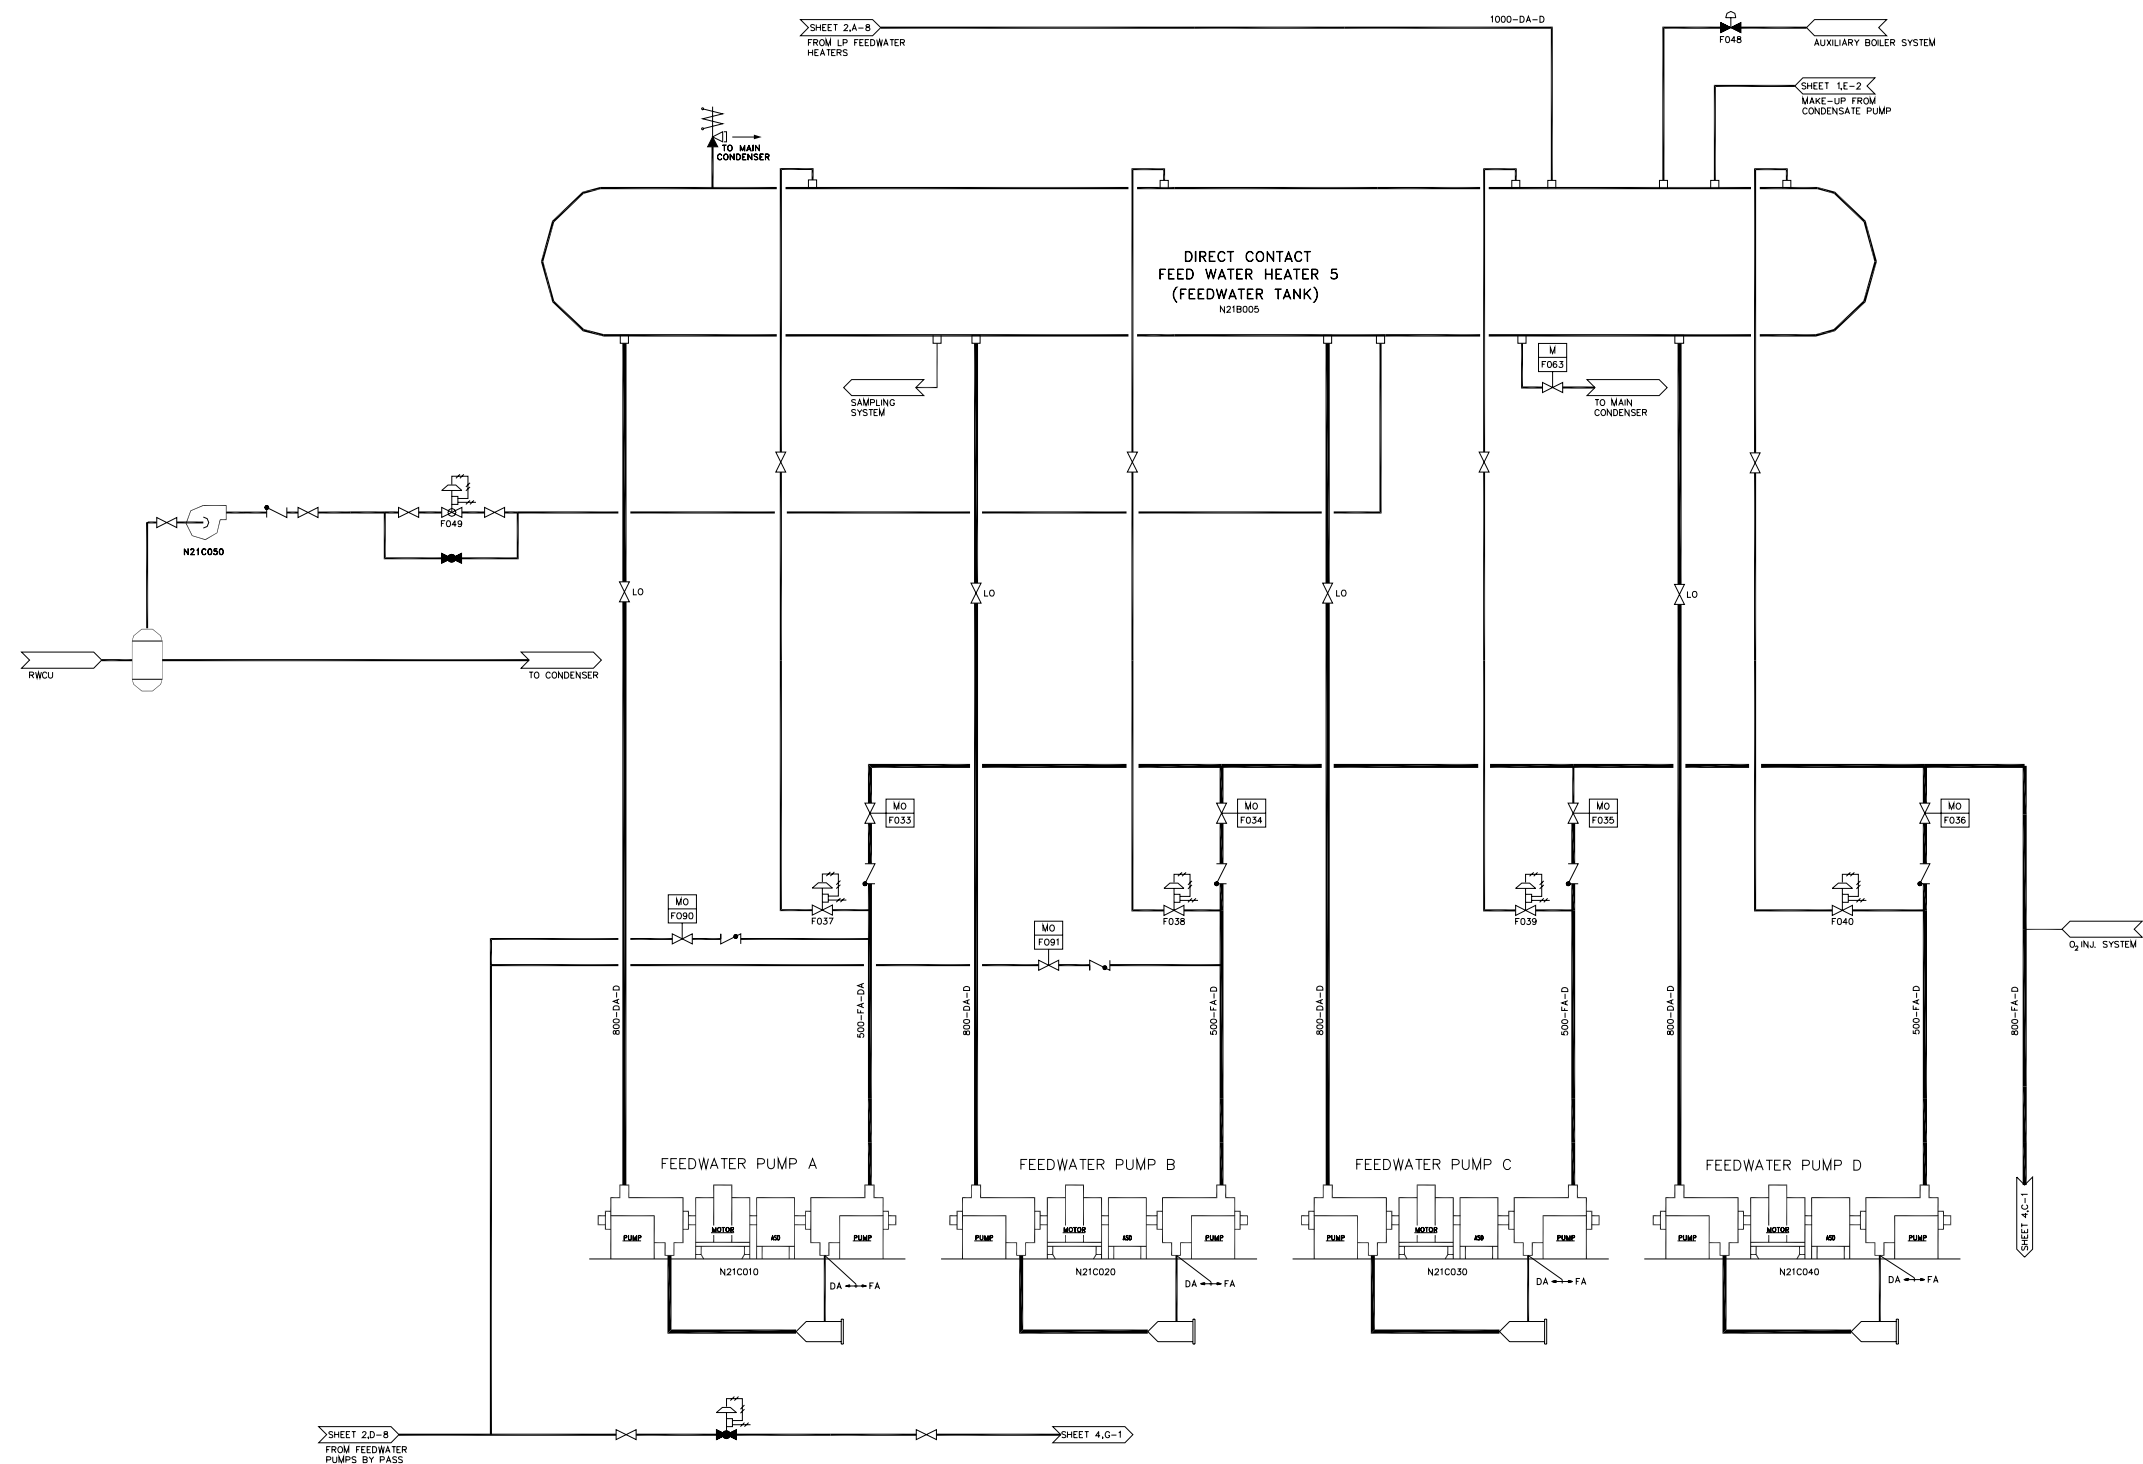 SHEET 2,A-8
FROM LP FEEDWATER
HEATERS
1000-DA-D
F048
AUXILIARY BOILER SYSTEM
SHEET 1,E-2
MAKE-UP FROM
CONDENSATE PUMP
TO MAIN
CONDENSER
DIRECT CONTACT
FEED WATER HEATER 5
(FEEDWATER TANK)
N21B005
SAMPLING
SYSTEM
M
F063
TO MAIN
CONDENSER
F049
N21C050
LO
LO
LO
LO
RWCU
TO CONDENSER
MO
F033
MO
F034
MO
F035
MO
F036
F037
F038
F039
F040
MO
F090
MO
F091
O2 INJ. SYSTEM
800-DA-D
500-FA-DA
800-DA-D
500-FA-D
800-DA-D
500-FA-D
800-DA-D
500-FA-D
800-FA-D
FEEDWATER PUMP A
FEEDWATER PUMP B
FEEDWATER PUMP C
FEEDWATER PUMP D
PUMP
MOTOR
ASD
PUMP
PUMP
MOTOR
ASD
PUMP
PUMP
MOTOR
ASD
PUMP
PUMP
MOTOR
ASD
PUMP
SHEET 4,C-1
N21C010
N21C020
N21C030
N21C040
DA FA
DA FA
DA FA
DA FA
SHEET 2,D-8
FROM FEEDWATER
PUMPS BY PASS
SHEET 4,G-1